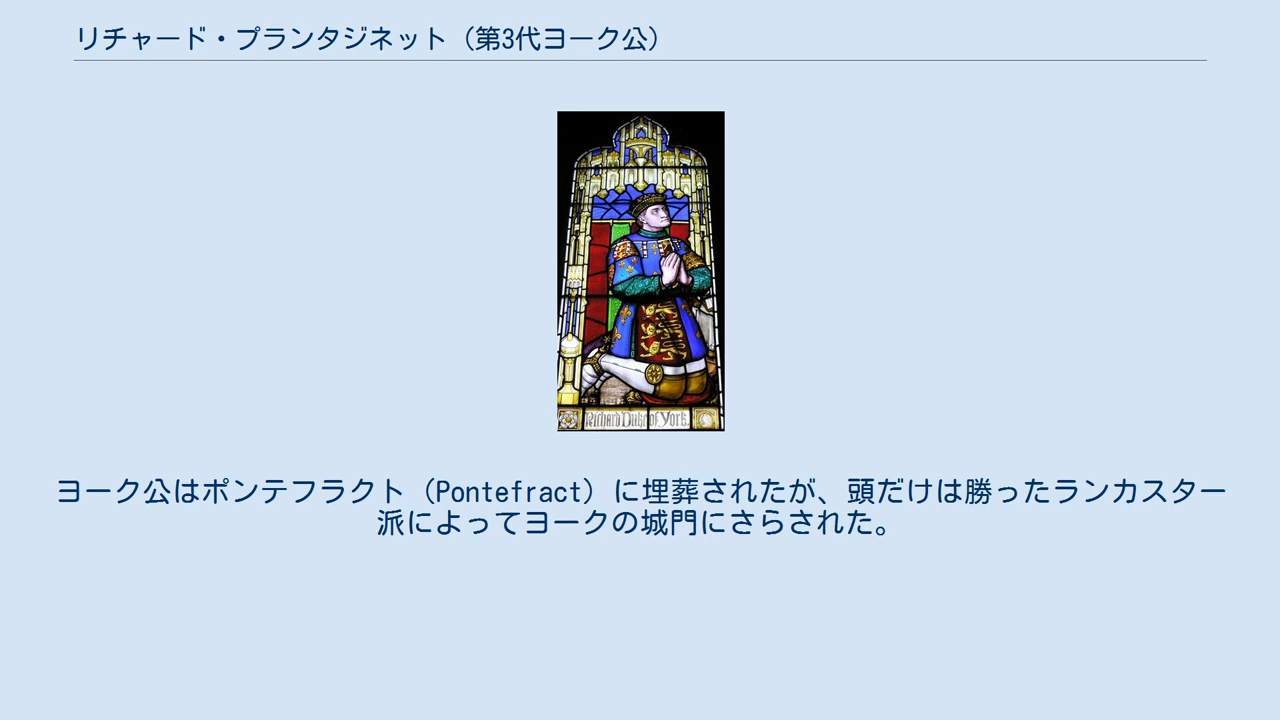 リチャード・プランタジネット（第3代ヨーク公）
Richard Duke of York.
ヨーク公はポンテフラクト（Pontefract）に埋葬されたが、頭だけは勝ったランカスター
派によってヨークの城門にさらされた。